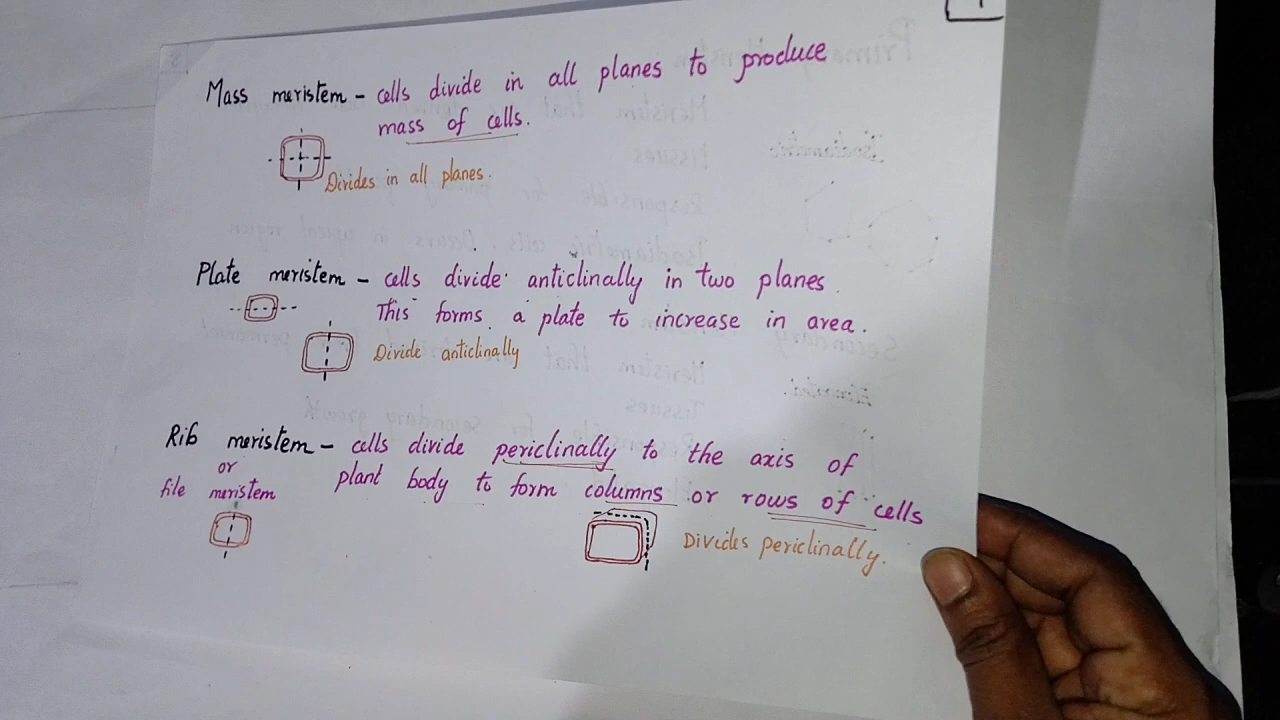 Mass meristem - cells divide in all planes to produce
mass of cells.
Divides in all planes.
Plate meristem - cells divide anticlinally in two planes.
This forms a plate to increase in area.
Divide anticlinally
Rib meristem - cells divide periclinally to the axis of
or
file meristem
plant body to form columns or rows of cells
Divides periclinally.